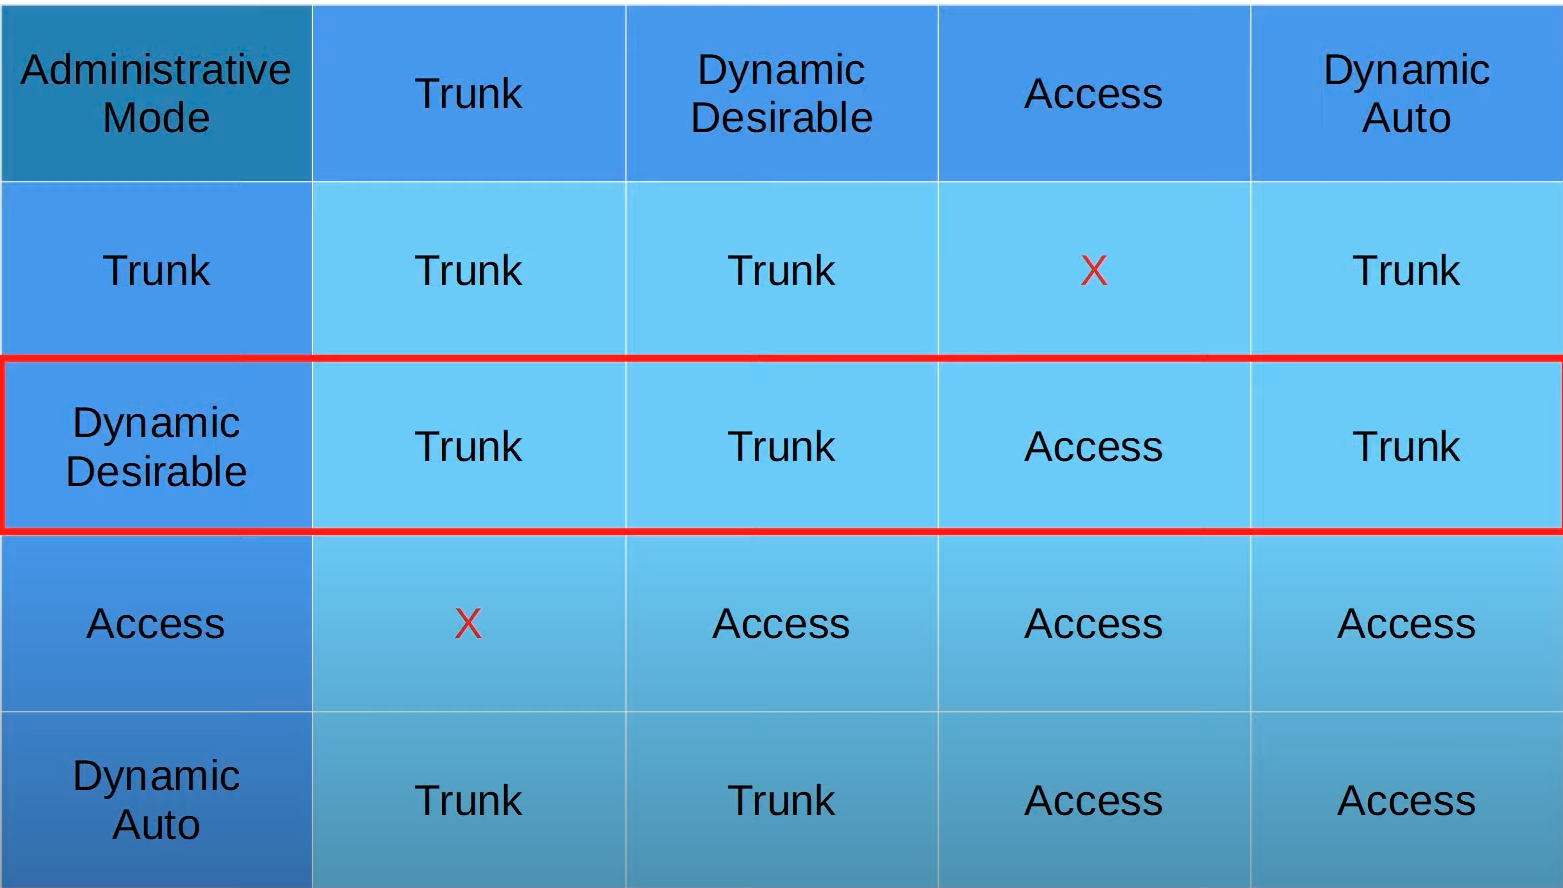 Administrative
Mode
Trunk
Dynamic
Desirable
Access
Dynamic
Auto
Trunk
Trunk
Trunk
X
Trunk
Dynamic
Desirable
Trunk
Trunk
Access
Trunk
Access
X
Access
Access
Access
Dynamic
Auto
Trunk
Trunk
Access
Access